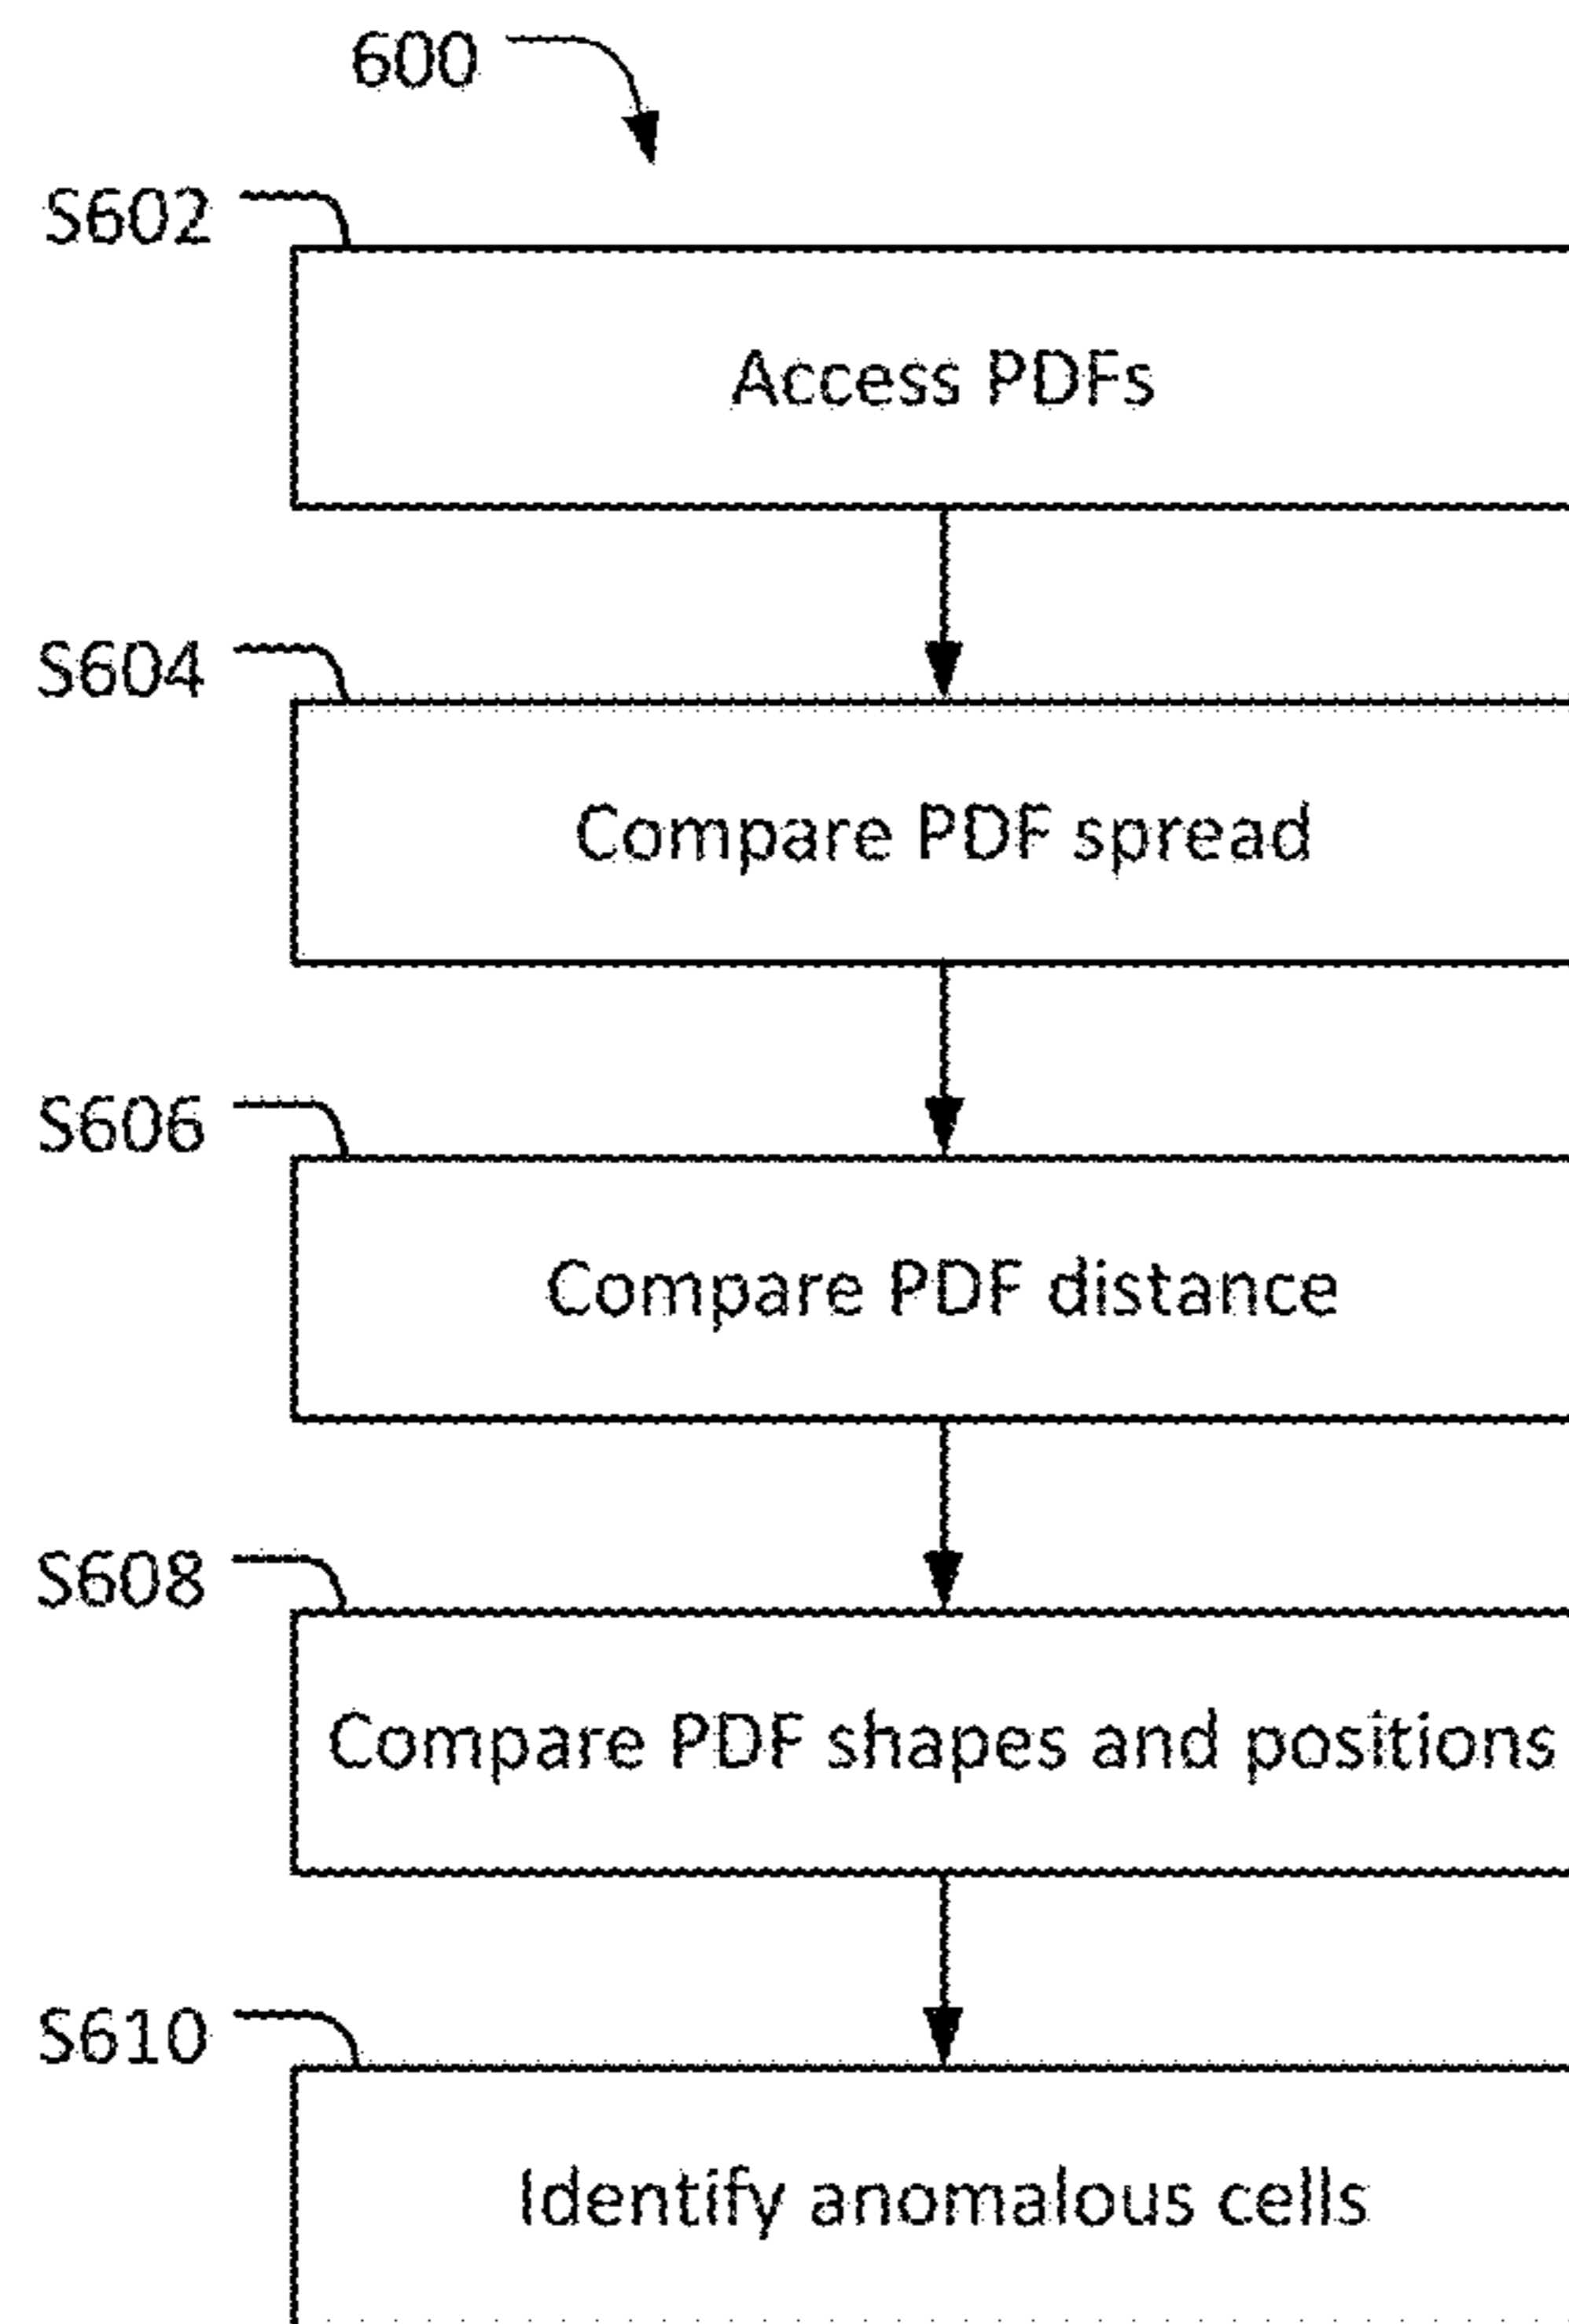 600
S602
Access PDFs
S604
Compare PDF spread
S606
Compare PDF distance
S608
Compare PDF shapes and positions
S610
Identify anomalous cells